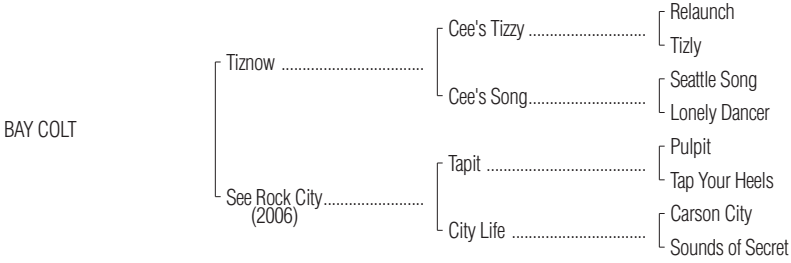 Relaunch
Cee's Tizzy ..............................
Tizly
Tiznow ....................................
Seattle Song
Cee's Song..............................
Lonely Dancer
BAY COLT
Pulpit
Tapit ........................................
Tap Your Heels
See Rock City..........................
(2006)
Carson City
City Life ..................................
Sounds of Secret